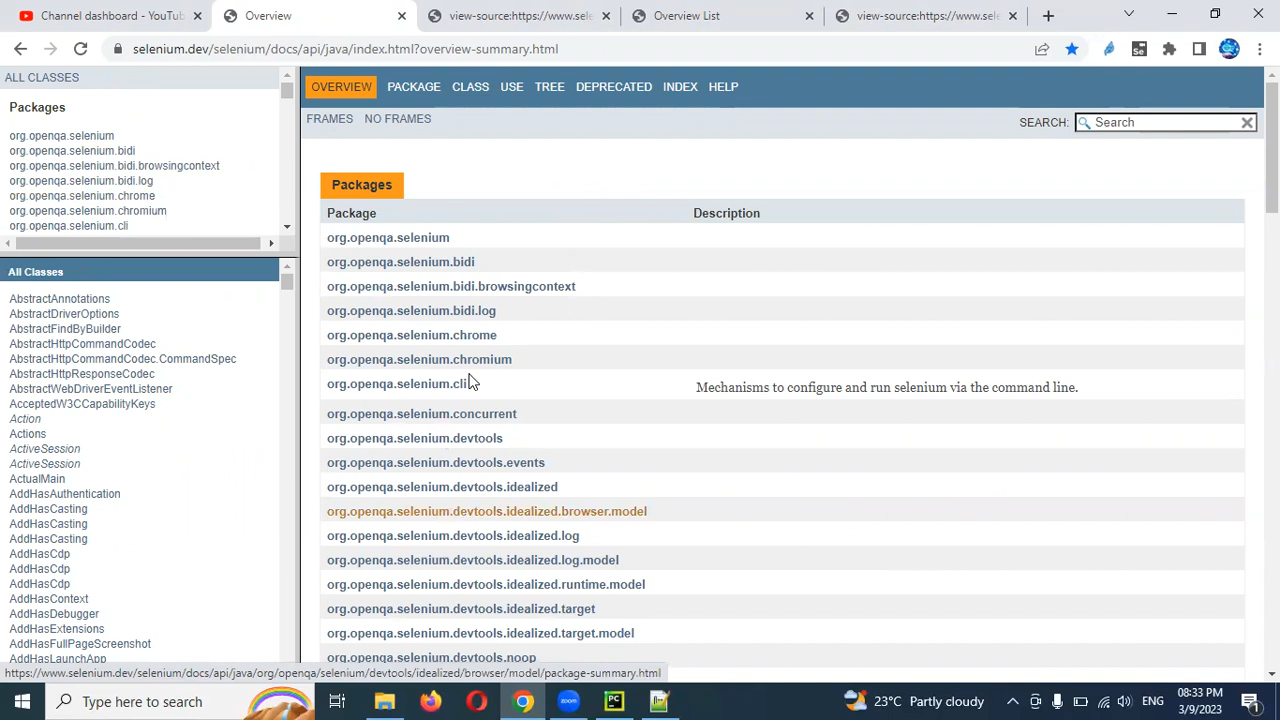 Channel dashboard - YouTu
Overview
view-source:https://www.sele
Overview List
view-source:https://www.sele
selenium.dev/selenium/docs/api/java/index.html?overview-summary.html
ALL CLASSES
Packages
org.openqa.selenium
org.openqa.selenium.bidi
org.openqa.selenium.bidi.browsingcontext
org.openqa.selenium.bidi.log
org.openqa.selenium.chrome
org.openqa.selenium.chromium
org.openqa.selenium.cli
All Classes
AbstractAnnotations
AbstractDriverOptions
AbstractFindByBuilder
AbstractHttpCommandCodec
AbstractHttpCommandCodec.CommandSpec
AbstractHttpResponseCodec
AbstractWebDriverEventListener
AcceptedW3CCapabilityKeys
Action
Actions
ActiveSession
ActiveSession
ActualMain
AddHasAuthentication
AddHasCasting
AddHasCasting
AddHasCasting
AddHasCdp
AddHasCdp
AddHasCdp
AddHasContext
AddHasDebugger
AddHasExtensions
AddHasFullPageScreenshot
AddHasLaunchApp
OVERVIEW PACKAGE CLASS USE TREE DEPRECATED INDEX HELP
FRAMES NO FRAMES
SEARCH: Search
Packages
Package Description
org.openqa.selenium
org.openqa.selenium.bidi
org.openqa.selenium.bidi.browsingcontext
org.openqa.selenium.bidi.log
org.openqa.selenium.chrome
org.openqa.selenium.chromium
org.openqa.selenium.cli Mechanisms to configure and run selenium via the command line.
org.openqa.selenium.concurrent
org.openqa.selenium.devtools
org.openqa.selenium.devtools.events
org.openqa.selenium.devtools.idealized
org.openqa.selenium.devtools.idealized.browser.model
org.openqa.selenium.devtools.idealized.log
org.openqa.selenium.devtools.idealized.log.model
org.openqa.selenium.devtools.idealized.runtime.model
org.openqa.selenium.devtools.idealized.target
org.openqa.selenium.devtools.idealized.target.model
org.openqa.selenium.devtools.noop
https://www.selenium.dev/selenium/docs/api/java/org/openqa/selenium/devtools/idealized/browser/model/package-summary.html
Type here to search
PC
zoom
23°C Partly cloudy
ENG
08:33 PM
3/9/2023
1